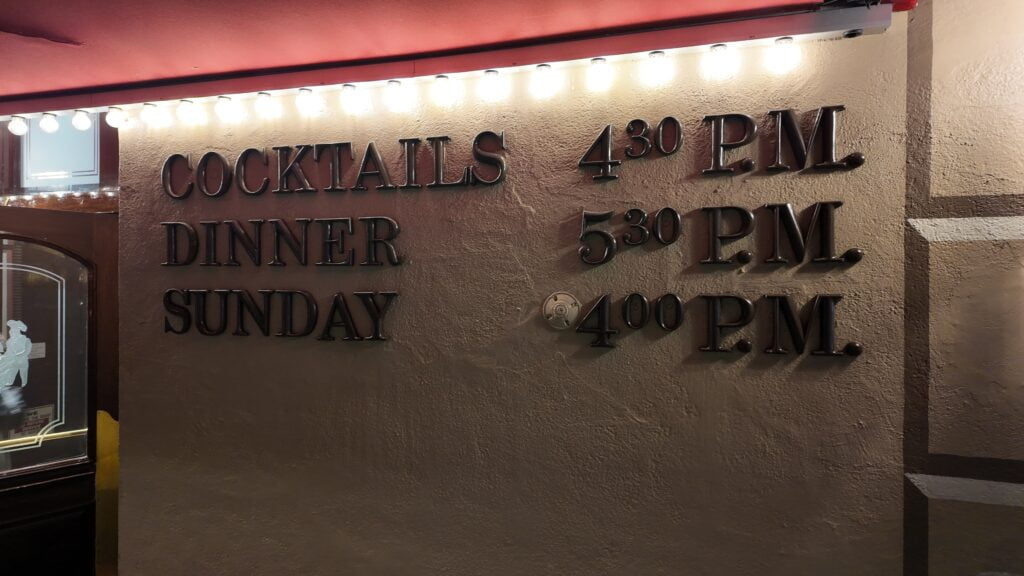 COCKTAILS 4³⁰ P.M.
DINNER 5³⁰ P.M.
SUNDAY 4⁰⁰ P.M.